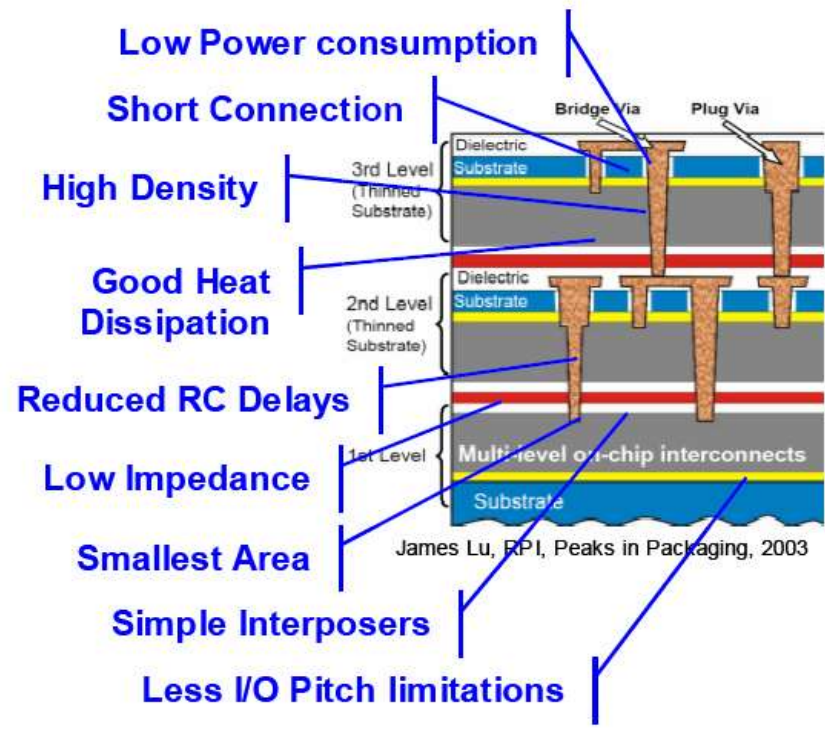 Low Power consumption
Short Connection
Bridge Via
Plug Via
Dielectric
Substrate
3rd Level
(Thinned
Substrate)
High Density
Good Heat
Dissipation
Dielectric
Substrate
2nd Level
(Thinned
Substrate)
Reduced RC Delays
1st Level
Multi-level on-chip interconnects
Low Impedance
Substrate
James Lu, RPI, Peaks in Packaging, 2003
Smallest Area
Simple Interposers
Less I/O Pitch limitations